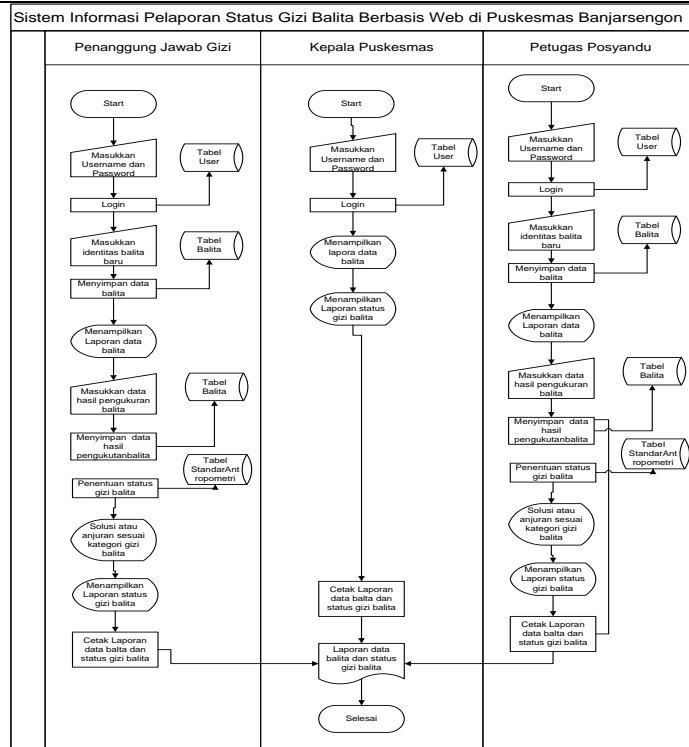 Sistem Informasi Pelaporan Status Gizi Balita Berbasis Web di Puskesmas Banjarsengon
Penanggung Jawab Gizi
Start
Masukkan
Username dan
Password
Tabel
User
Login
Masukkan
identitas balita
baru
Tabel
Balita
Menyimpan data
balita
Menampilkan
Laporan data
balita
Masukkan data
hasil pengukuran
balita
Tabel
Balita
Menyimpan data
hasil
pengukutanbalita
Tabel
StandarAnt
ropometri
Penentuan status
gizi balita
Solusi atau
anjuran sesuai
kategori gizi
balita
Menampilkan
Laporan status
gizi balita
Cetak Laporan
data balta dan
status gizi balita
Kepala Puskesmas
Start
Masukkan
Username dan
Password
Tabel
User
Login
Menampilkan
lapora data
balita
Menampilkan
Laporan status
gizi balita
Cetak Laporan
data balta dan
status gizi balita
Laporan data
balita dan status
gizi balita
Selesai
Petugas Posyandu
Start
Masukkan
Username dan
Password
Tabel
User
Login
Masukkan
identitas balita
baru
Tabel
Balita
Menyimpan data
balita
Menampilkan
Laporan data
balita
Masukkan data
hasil pengukuran
balita
Tabel
Balita
Menyimpan data
hasil
pengukutanbalita
Tabel
StandarAnt
ropometri
Penentuan status
gizi balita
Solusi atau
anjuran sesuai
kategori gizi
balita
Menampilkan
Laporan status
gizi balita
Cetak Laporan
data balta dan
status gizi balita